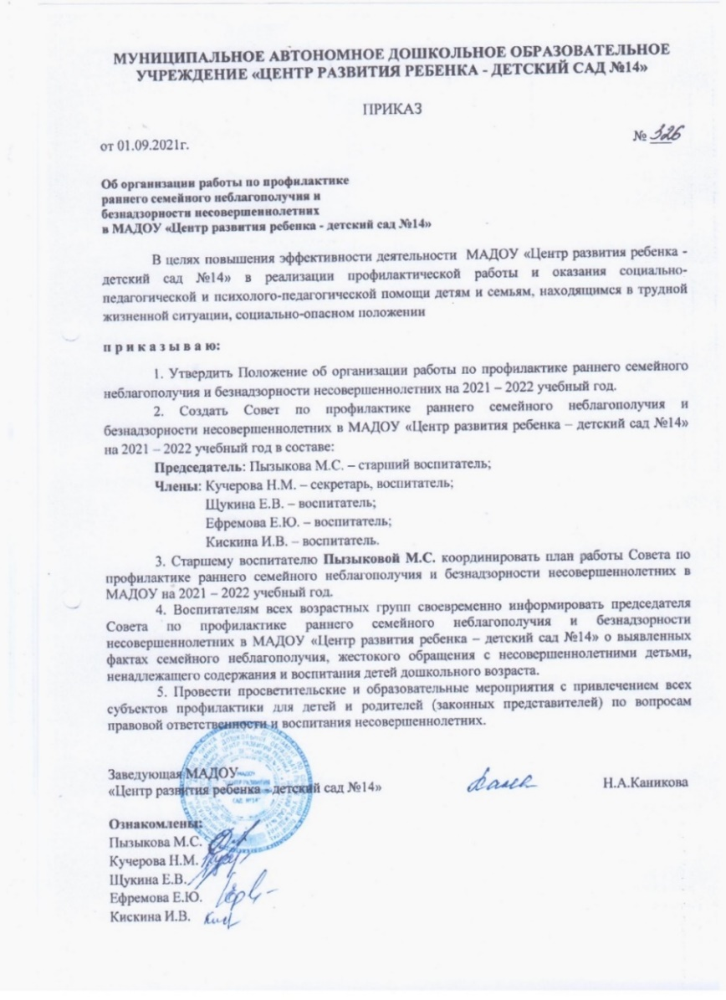 МУНИЦИПАЛЬНОЕ АВТОНОМНОЕ ДОШКОЛЬНОЕ ОБРАЗОВАТЕЛЬНОЕ
УЧРЕЖДЕНИЕ «ЦЕНТР РАЗВИТИЯ РЕБЕНКА - ДЕТСКИЙ САД №14»
ПРИКАЗ
№ 326
от 01.09.2021г.
Об организации работы по профилактике
раннего семейного неблагополучия и
безнадзорности несовершеннолетних
в МАДОУ «Центр развития ребенка - детский сад №14»
В целях повышения эффективности деятельности МАДОУ «Центр развития ребенка -
детский сад №14» в реализации профилактической работы и оказания социально-
педагогической и психолого-педагогической помощи детям и семьям, находящимся в трудной
жизненной ситуации, социально-опасном положении
п р и к а з ы в а ю:
1. Утвердить Положение об организации работы по профилактике раннего семейного
неблагополучия и безнадзорности несовершеннолетних на 2021 – 2022 учебный год.
2. Создать Совет по профилактике раннего семейного неблагополучия и
безнадзорности несовершеннолетних в МАДОУ «Центр развития ребенка – детский сад №14»
на 2021 – 2022 учебный год в составе:
Председатель: Пызыкова М.С. – старший воспитатель;
Члены: Кучерова Н.М. – секретарь, воспитатель;
Щукина Е.В. – воспитатель;
Ефремова Е.Ю. – воспитатель;
Кискина И.В. – воспитатель.
3. Старшему воспитателю Пызыковой М.С. координировать план работы Совета по
профилактике раннего семейного неблагополучия и безнадзорности несовершеннолетних в
МАДОУ на 2021 – 2022 учебный год.
4. Воспитателям всех возрастных групп своевременно информировать председателя
Совета по профилактике раннего семейного неблагополучия и безнадзорности
несовершеннолетних в МАДОУ «Центр развития ребенка – детский сад №14» о выявленных
фактах семейного неблагополучия, жестокого обращения с несовершеннолетними детьми,
ненадлежащего содержания и воспитания детей дошкольного возраста.
5. Провести просветительские и образовательные мероприятия с привлечением всех
субъектов профилактики для детей и родителей (законных представителей) по вопросам
правовой ответственности и воспитания несовершеннолетних.
Заведующая МАДОУ
«Центр развития ребенка - детский сад №14» Н.А.Каникова
Ознакомлены:
Пызыкова М.С.
Кучерова Н.М.
Щукина Е.В.
Ефремова Е.Ю.
Кискина И.В.